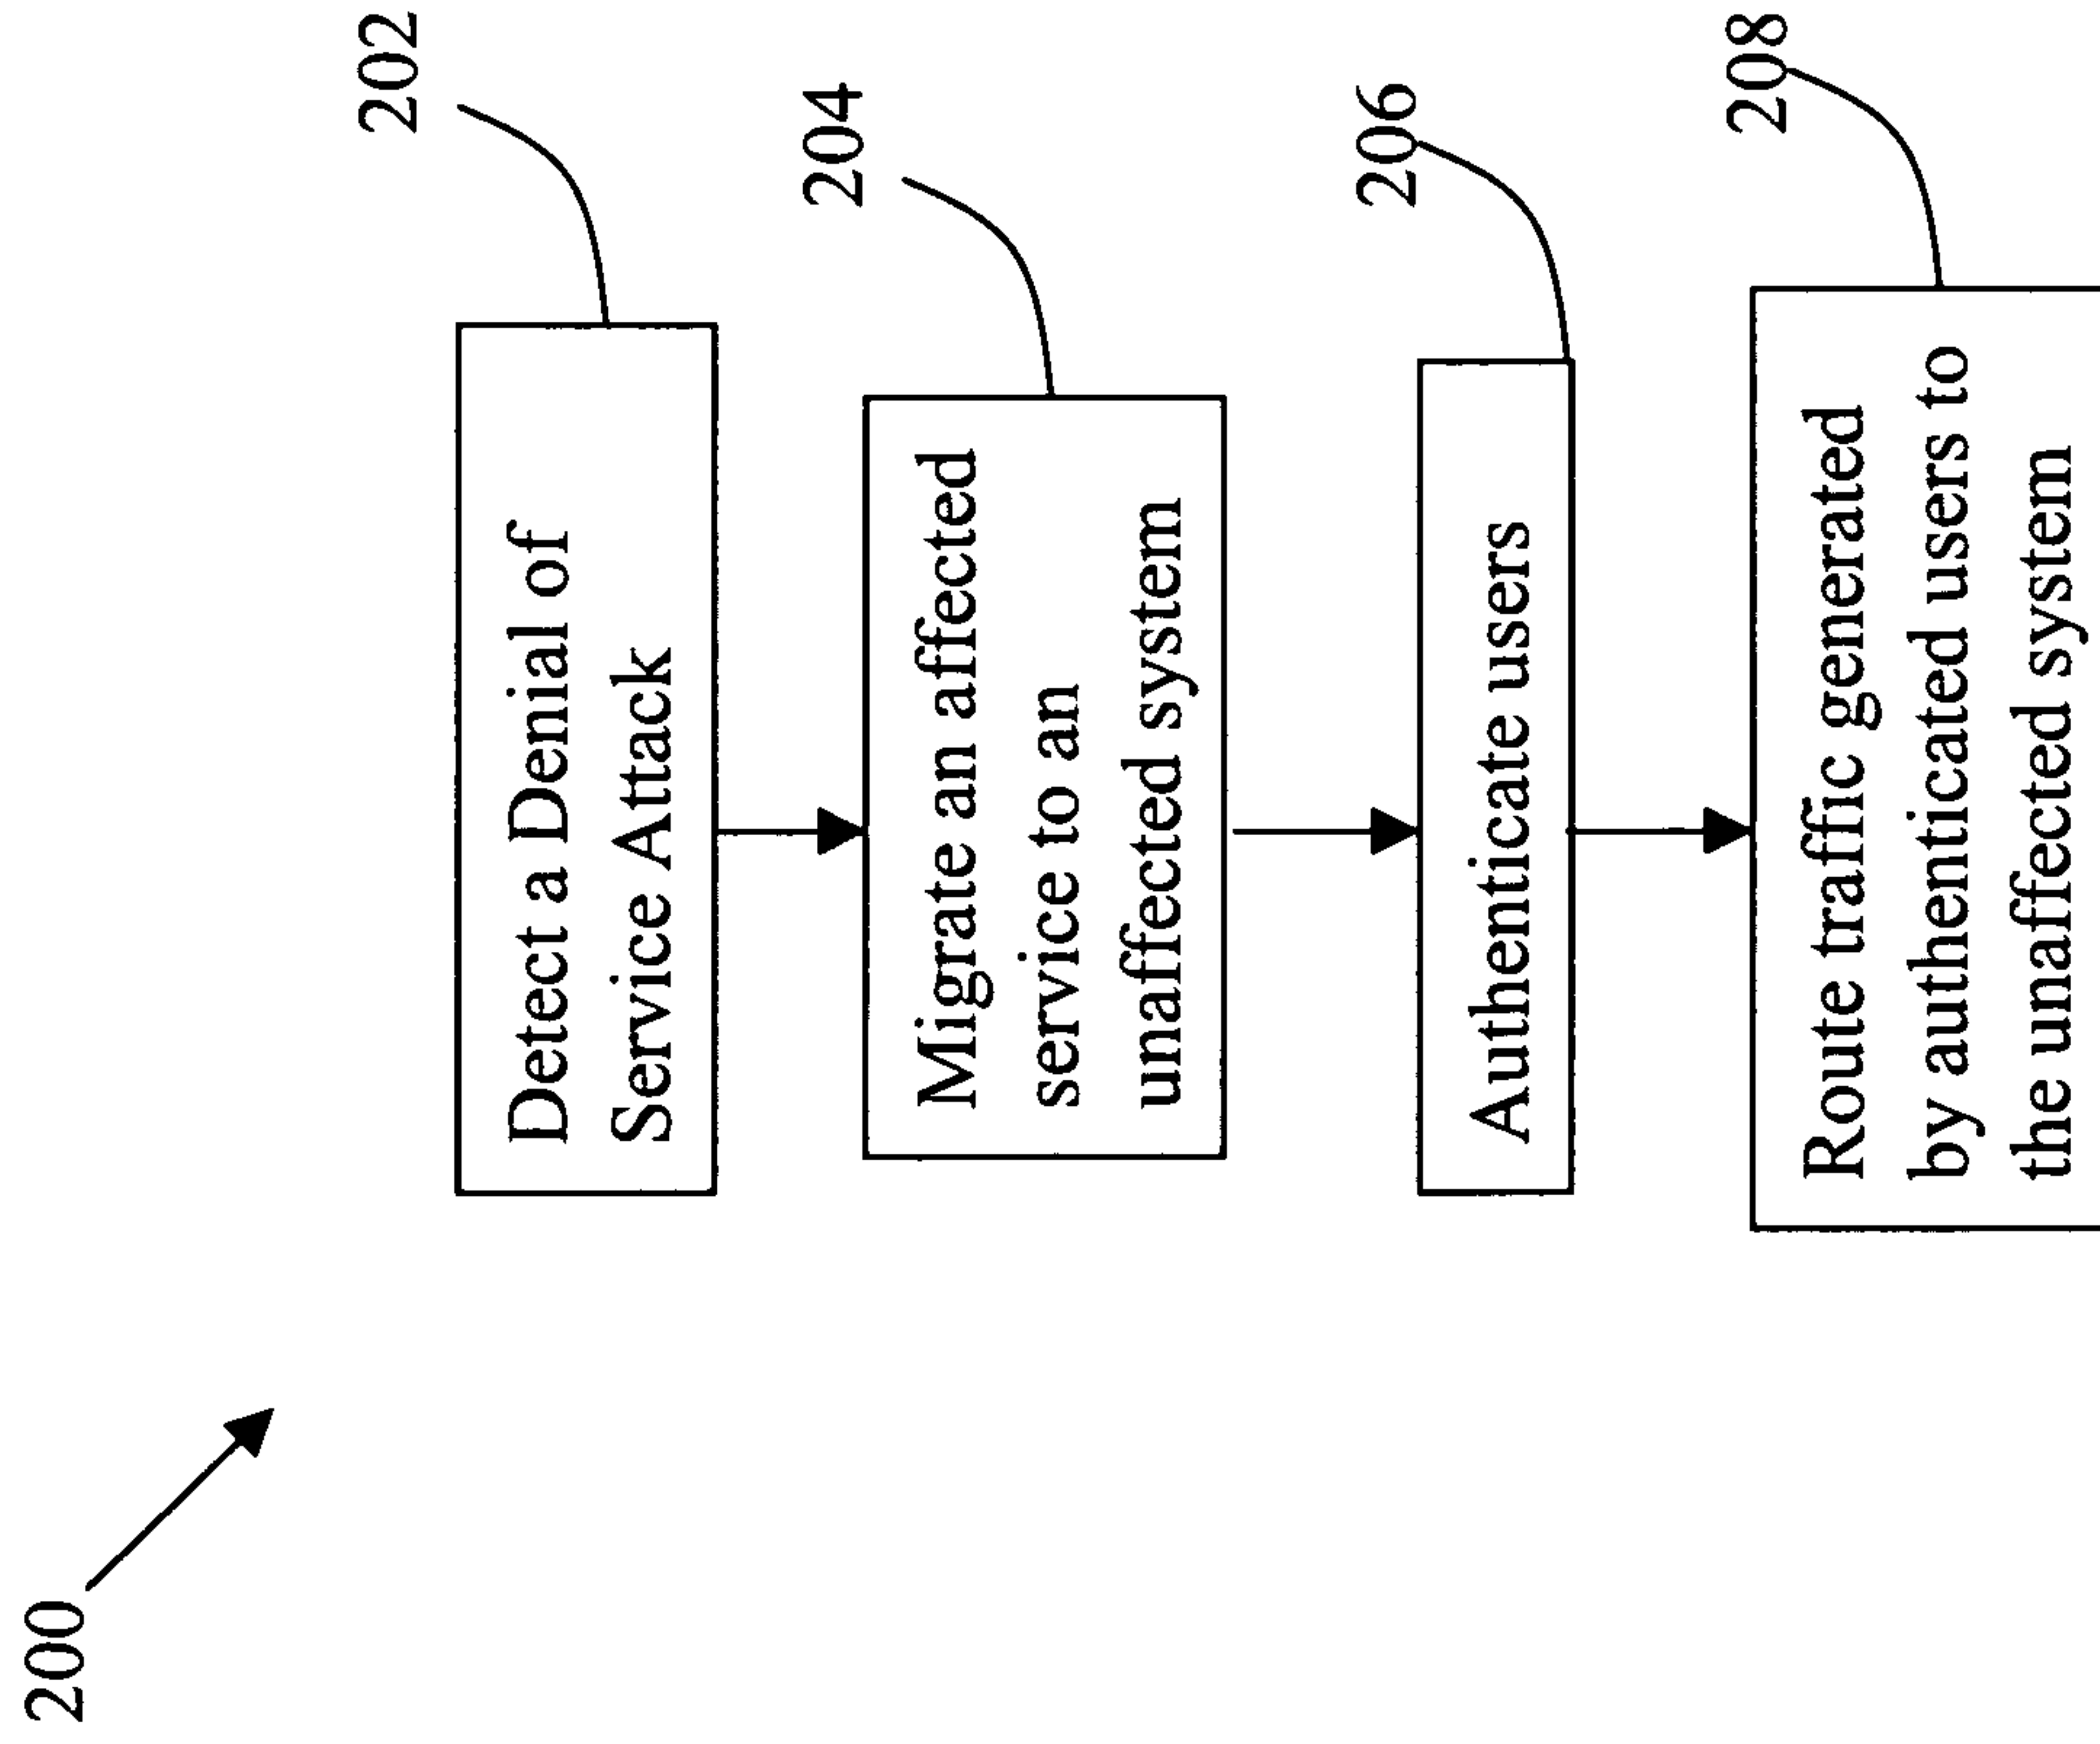 200
202
Detect a Denial of
Service Attack
204
Migrate an affected
service to an
unaffected system
206
Authenticate users
208
Route traffic generated
by authenticated users to
the unaffected system